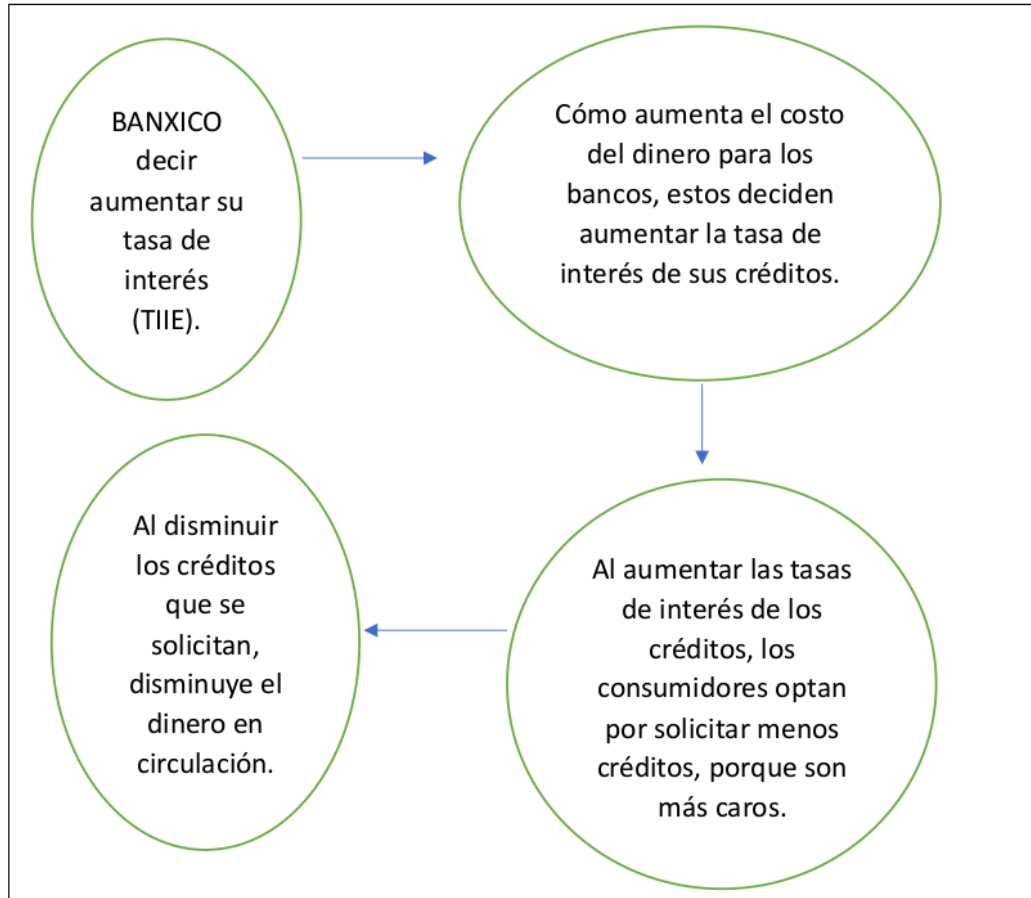 BANXICO
decir
aumentar su
tasa de
interés
(TIIE).
Cómo aumenta el costo
del dinero para los
bancos, estos deciden
aumentar la tasa de
interés de sus créditos.
Al aumentar las tasas
de interés de los
créditos, los
consumidores optan
por solicitar menos
créditos, porque son
más caros.
Al disminuir
los créditos
que se
solicitan,
disminuye el
dinero en
circulación.